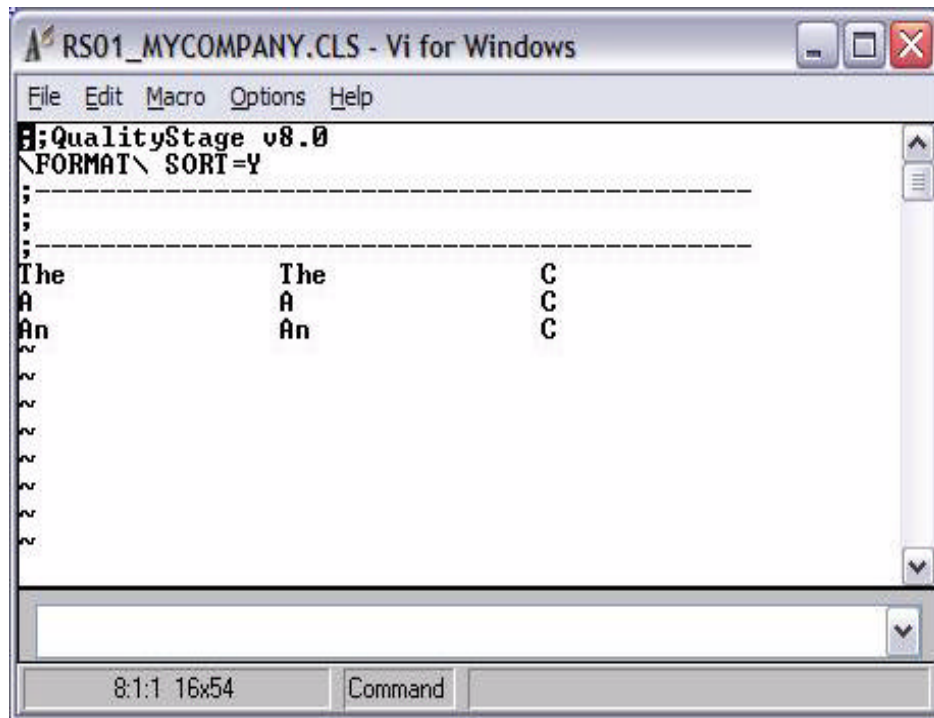 RS01_MYCOMPANY.CLS - Vi for Windows
File Edit Macro Options Help
;;QualityStage v8.0
\FORMAT\ SORT=Y
;--------------------------------------------
;
;--------------------------------------------
The The C
A A C
An An C
~
~
~
~
~
~
~
~
8:1:1 16x54 Command